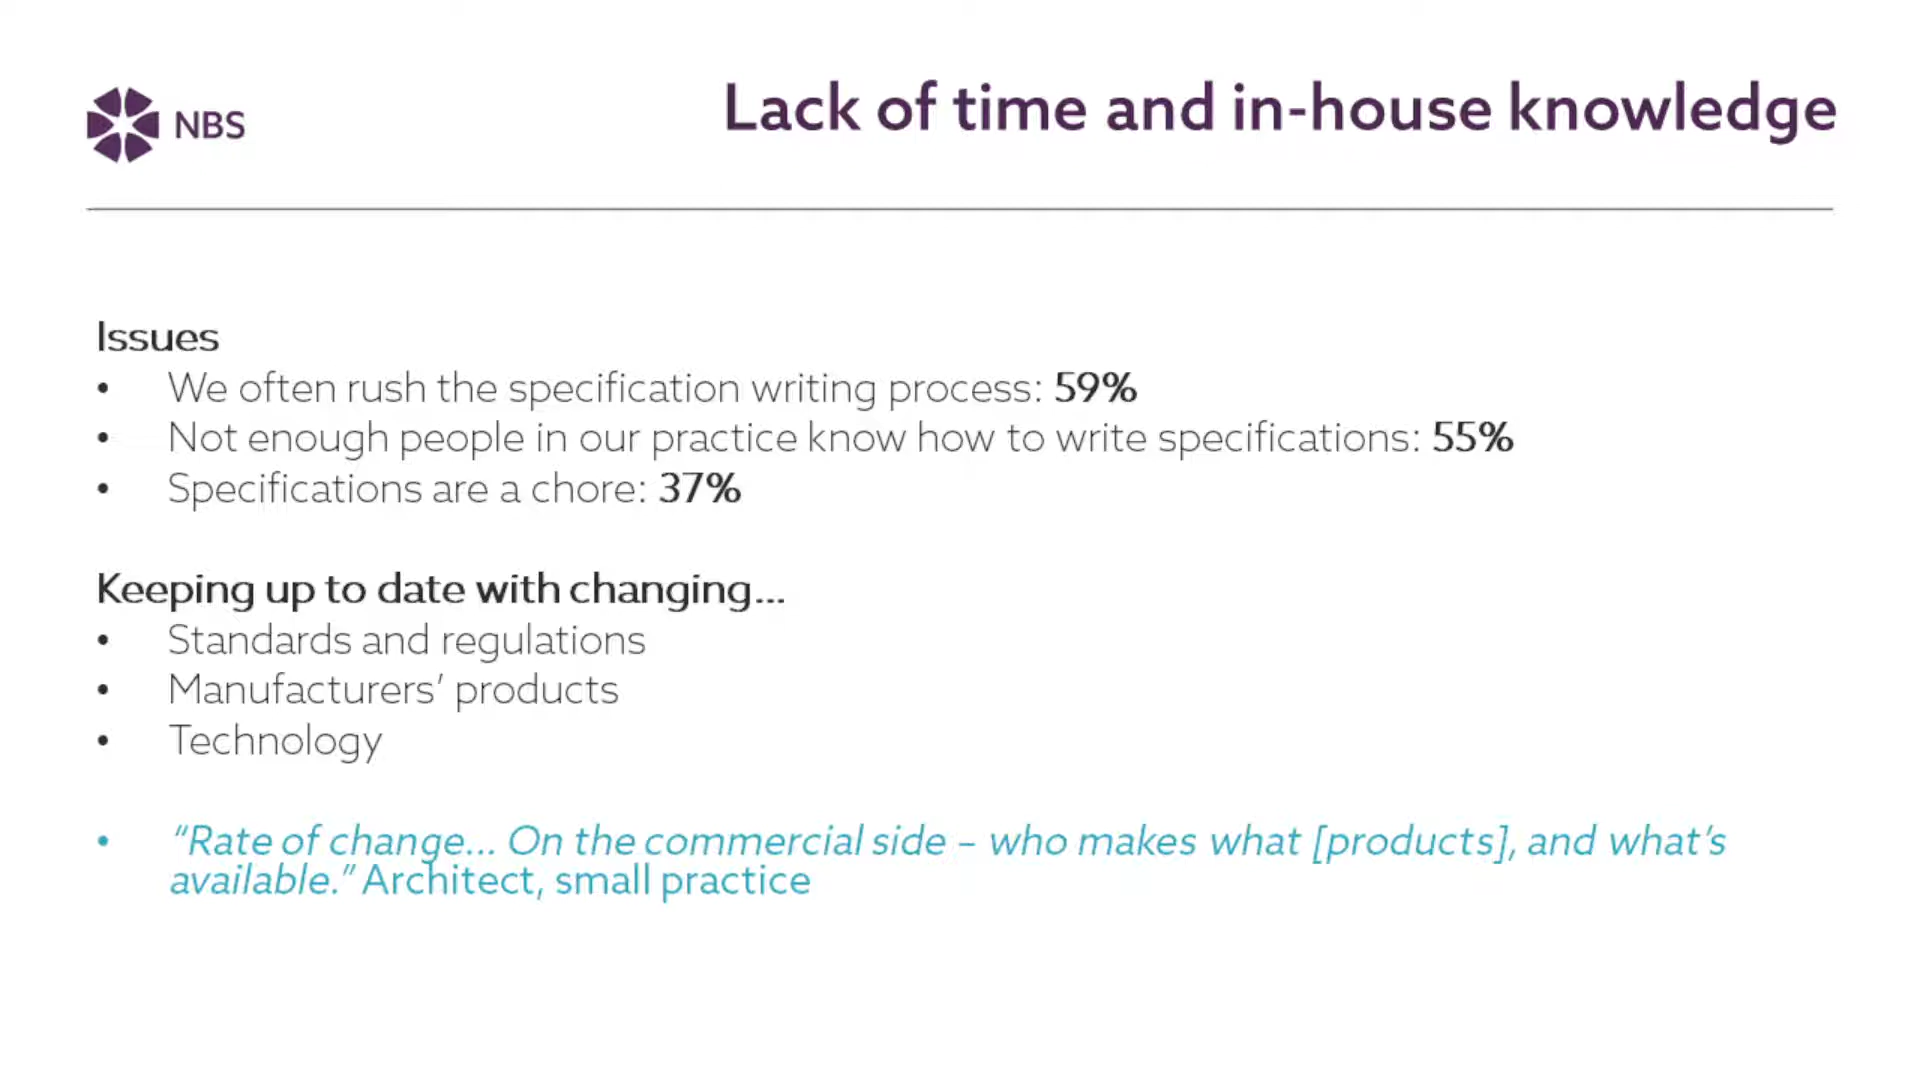 NBS
Lack of time and in-house knowledge
Issues
• We often rush the specification writing process: 59%
• Not enough people in our practice know how to write specifications: 55%
• Specifications are a chore: 37%
Keeping up to date with changing...
• Standards and regulations
• Manufacturers’ products
• Technology
• “Rate of change... On the commercial side – who makes what [products], and what’s
available.” Architect, small practice